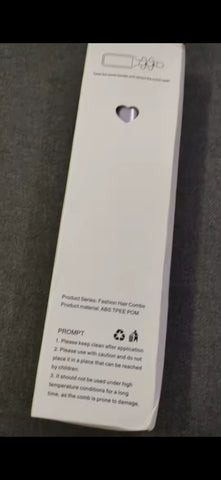 Product Series: Fashion Hair Combs
Product material: ABS TPEE POM
PROMPT:
1. Please keep clean after application
2. Please use with caution and do not
place it in a place that can be reached
by children.
3. It should not be used under high
temperature conditions for a long
time, as the comb is prone to damage.